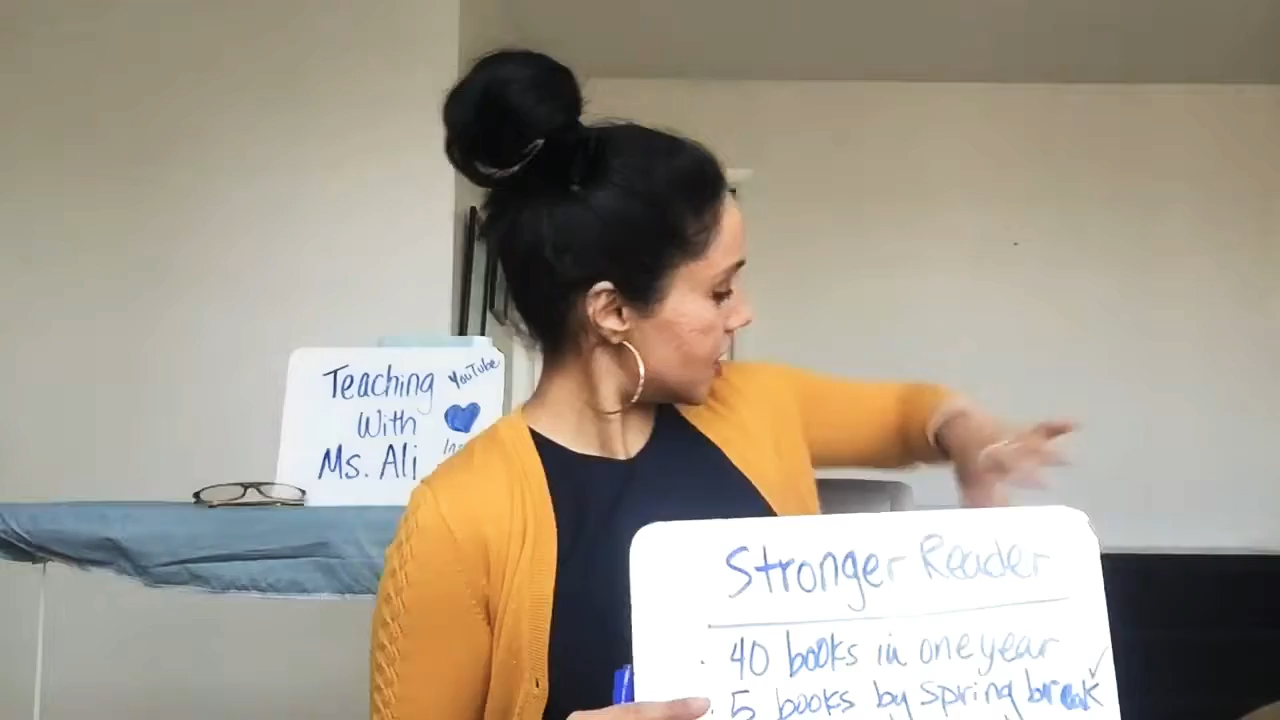 Teaching
With
Ms. Ali
YouTube
Stronger Reader
40 books in one year
5 books by spring break